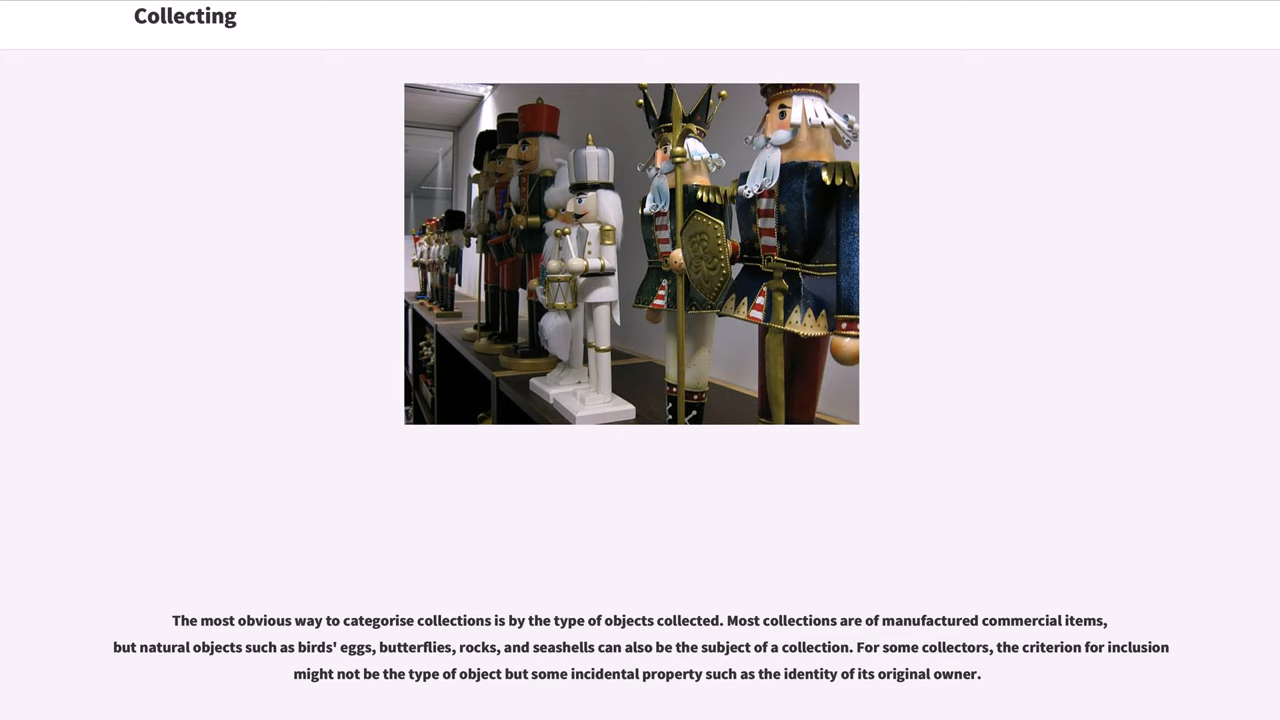 Collecting
The most obvious way to categorise collections is by the type of objects collected. Most collections are of manufactured commercial items,
but natural objects such as birds' eggs, butterflies, rocks, and seashells can also be the subject of a collection. For some collectors, the criterion for inclusion
might not be the type of object but some incidental property such as the identity of its original owner.